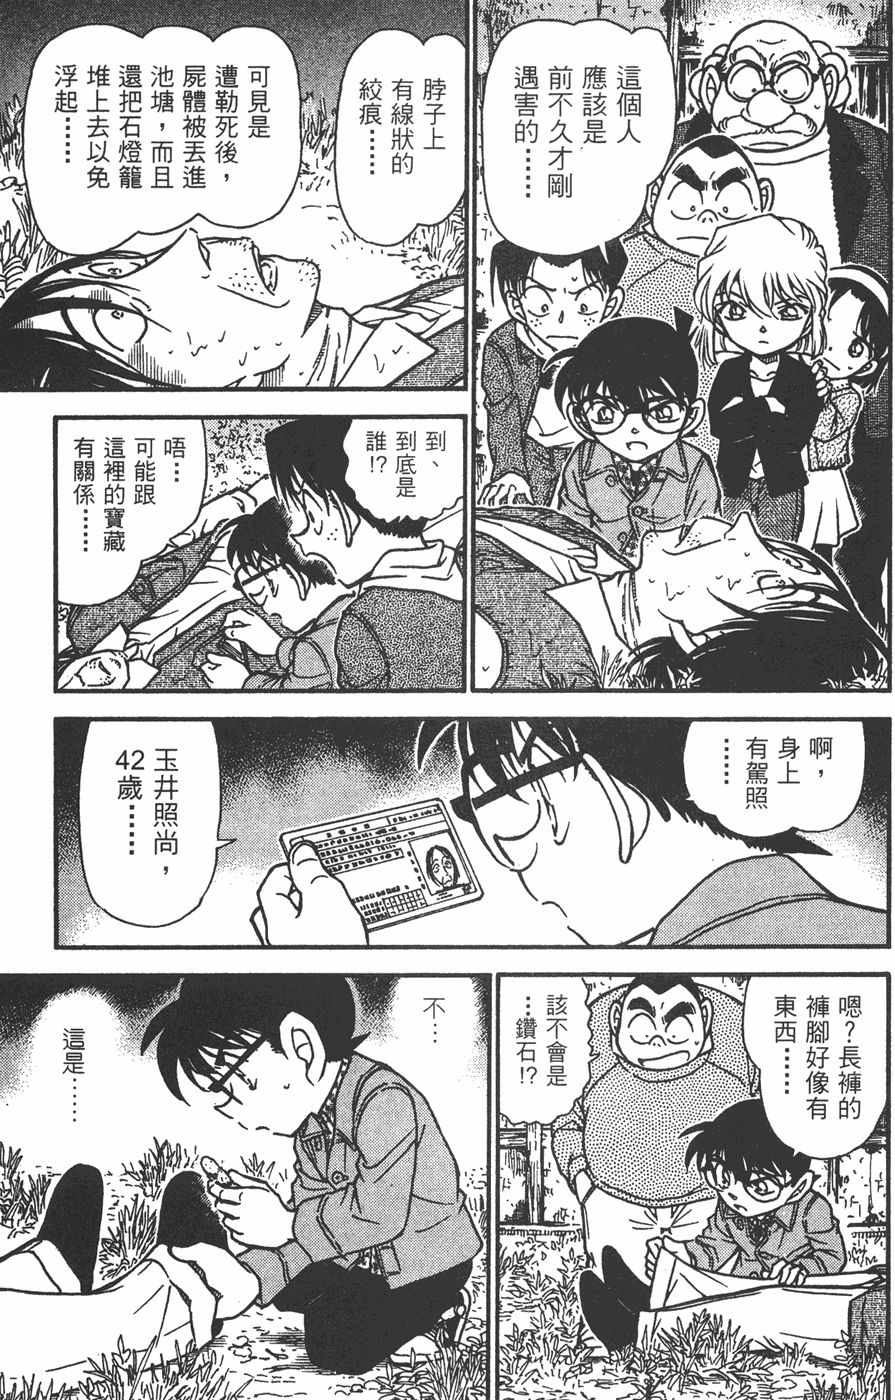 這個人
應該是
前不久才剛
遇害的⋯⋯
脖子上
有線狀的
絞痕⋯⋯
可見是
遭勒死後，
屍體被丟進
池塘，而且
還把石燈籠
堆上去以免
浮起⋯⋯
到、
到底是
誰!?
唔⋯
可能跟
這裡的寶藏
有關係⋯⋯
啊，
身上
有駕照
⋯⋯
玉井照尚，
42歲⋯⋯
嗯？長褲的
褲腳好像有
東西⋯⋯
該不會是
⋯鑽石!?
不⋯
這是⋯⋯